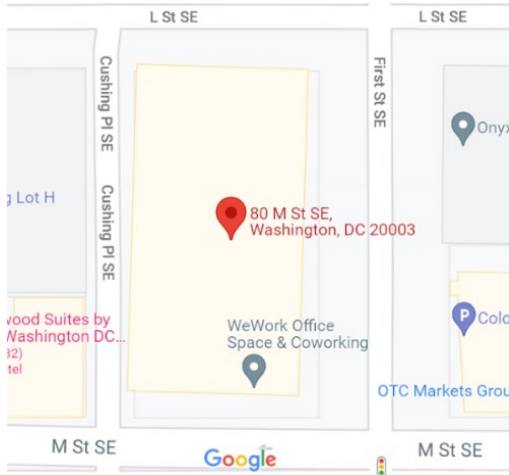 L St SE
L St SE
Cushing Pl SE
First St SE
Onyx
g Lot H
Cushing Pl SE
80 M St SE,
Washington, DC 20003
wood Suites by
Washington DC...
32)
tel
WeWork Office
Space & Coworking
P
Colo
OTC Markets Grou
M St SE
Google
M St SE